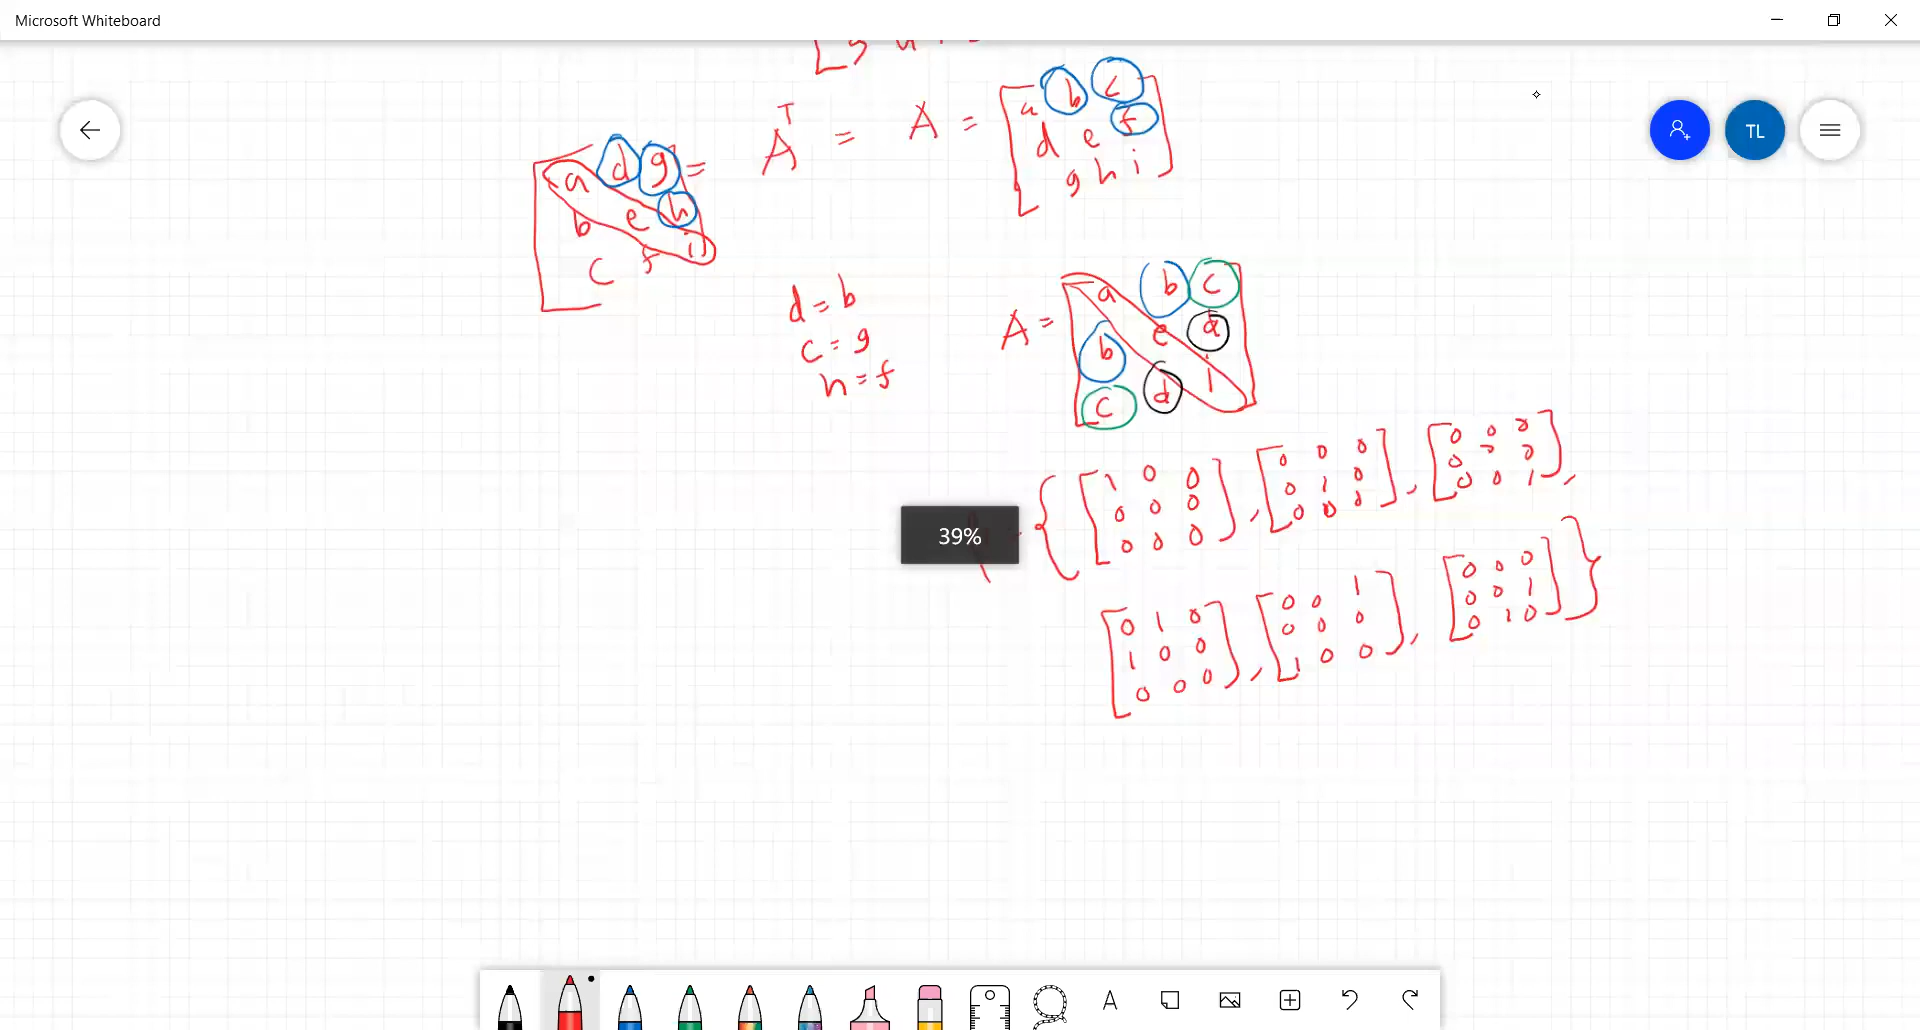 Microsoft Whiteboard
TL
[a d g
b e h
C f i] = Aᵀ = A = [a b c
d e f
g h i]
d = b
c = g
h = f
A = [a b c
b e d
c d i]
{ [1 0 0
0 0 0
0 0 0], [0 0 0
0 1 0
0 0 0], [0 0 0
0 0 0
0 0 1],
[0 1 0
1 0 0
0 0 0], [0 0 1
0 0 0
1 0 0], [0 0 0
0 0 1
0 1 0] }
39%
A